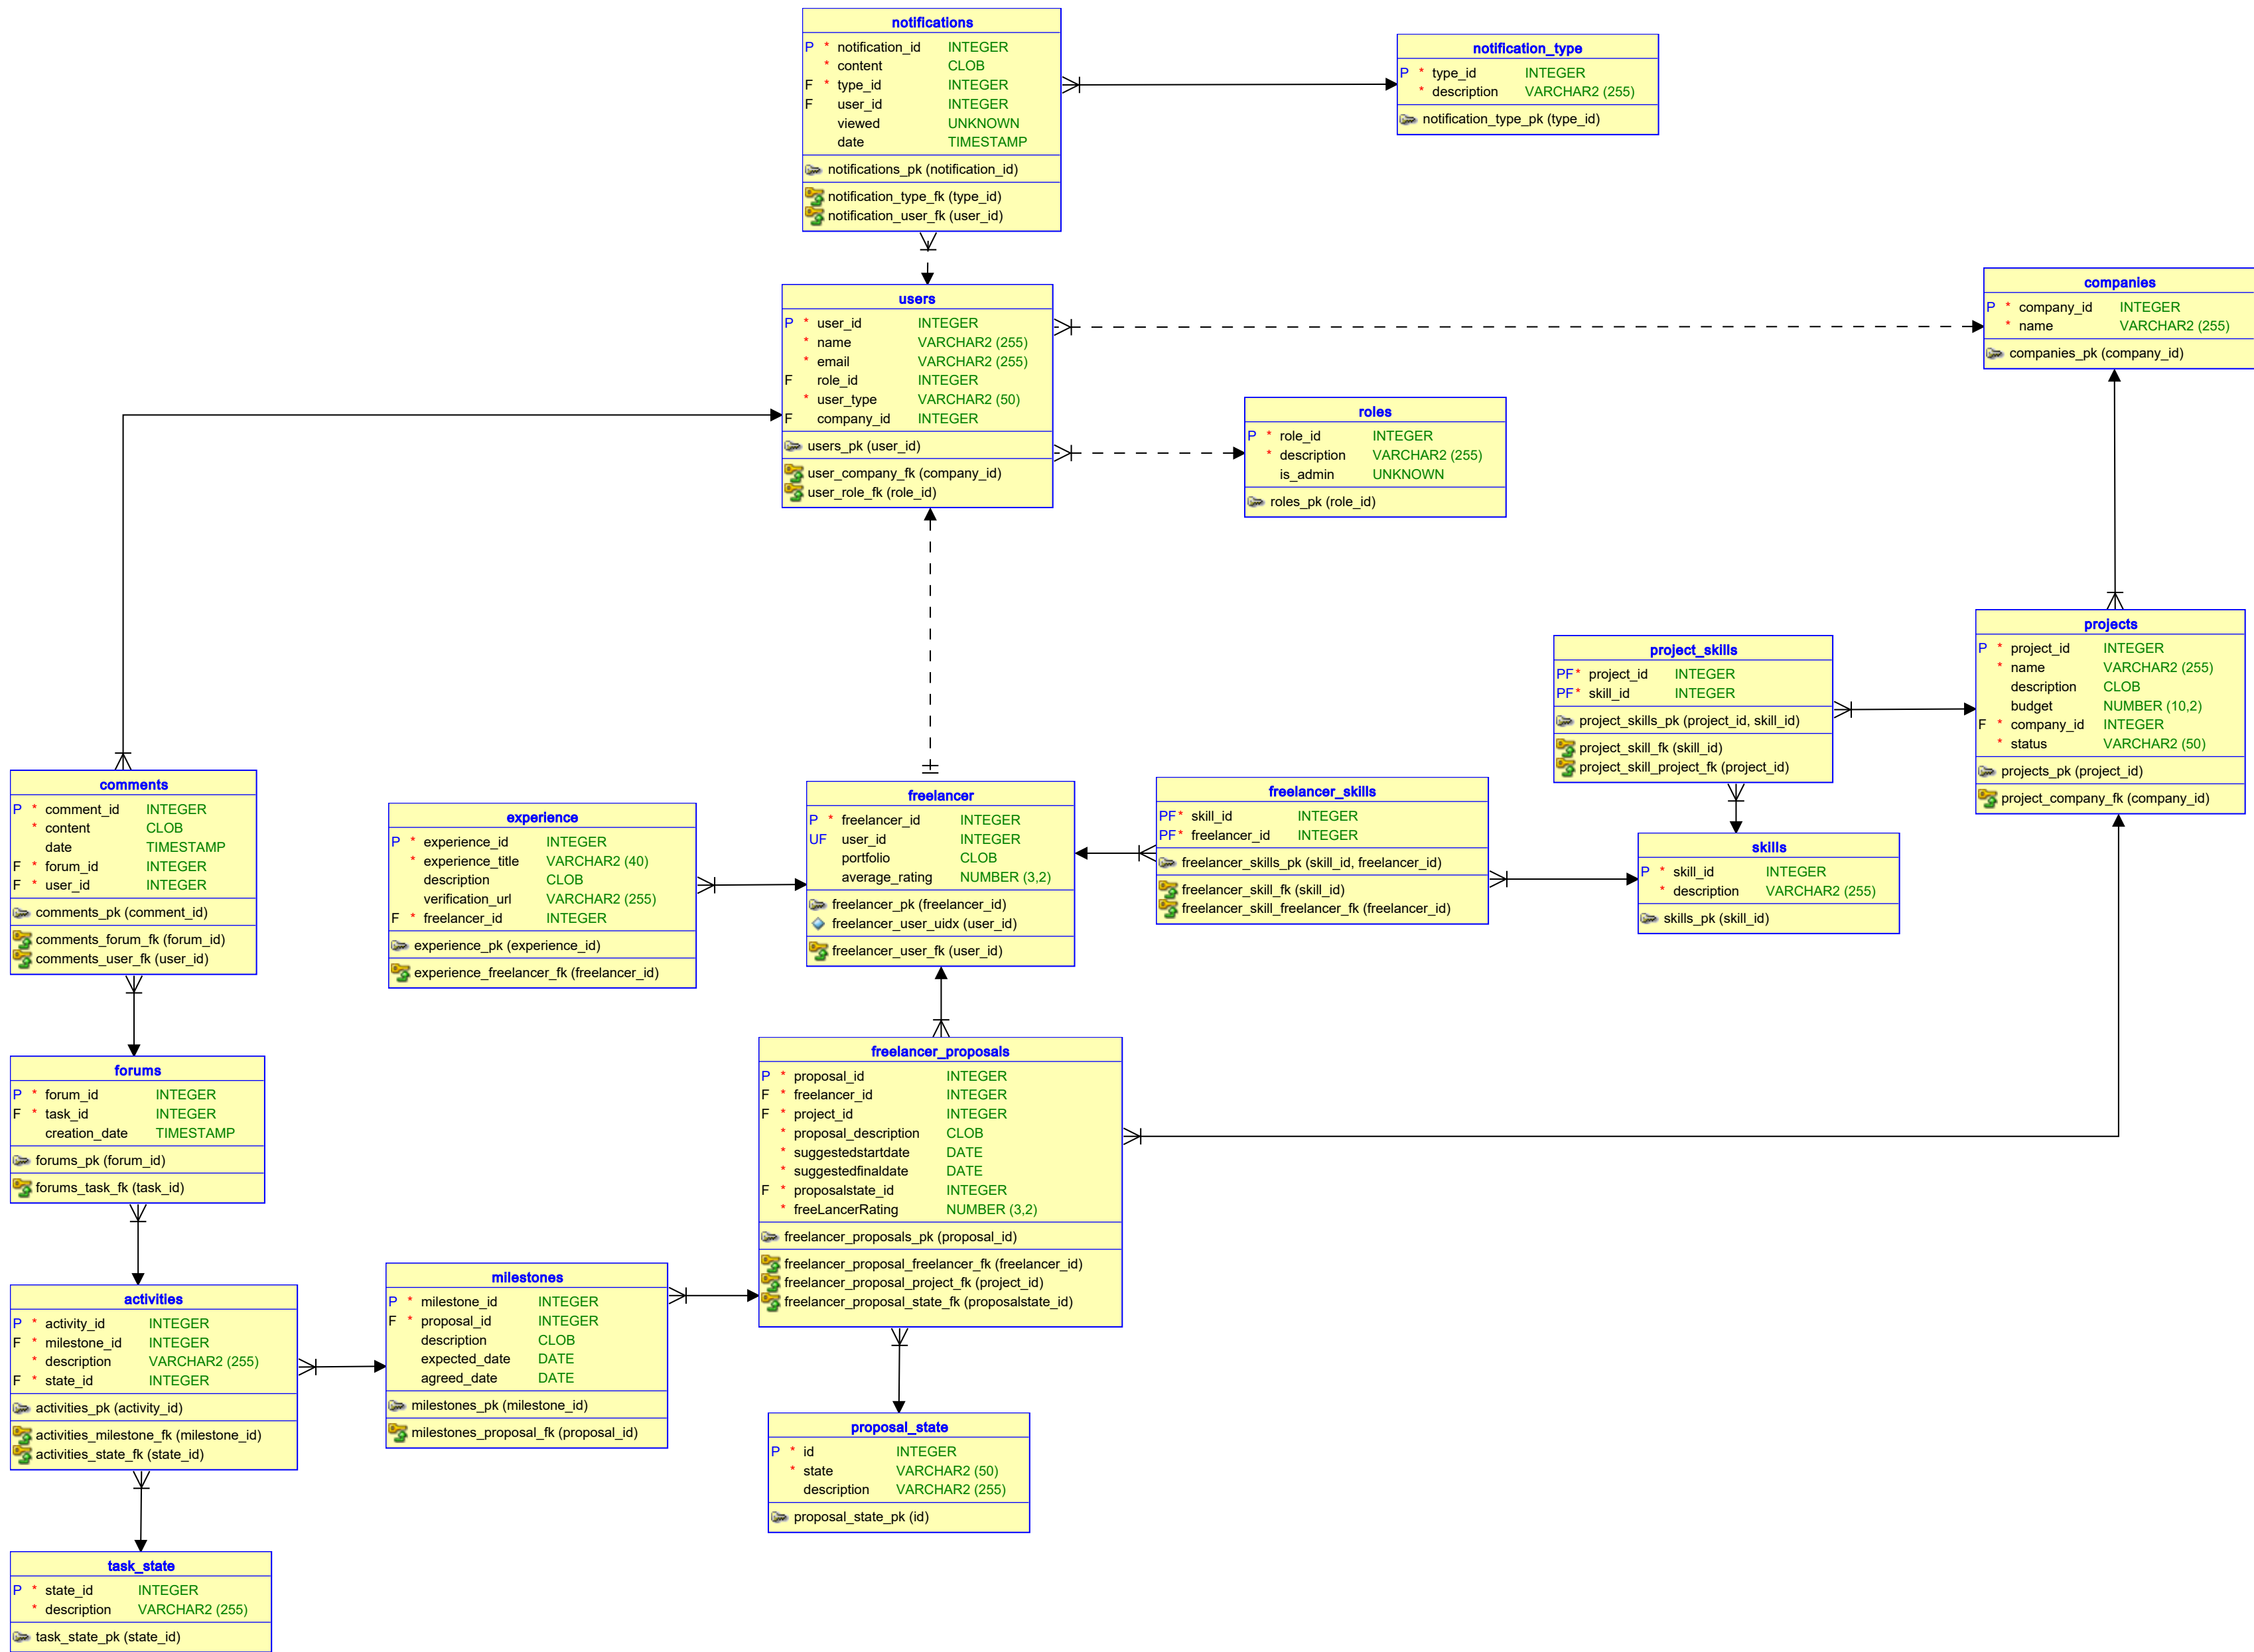 notifications
P * notification_id INTEGER
* content CLOB
F * type_id INTEGER
F user_id INTEGER
viewed UNKNOWN
date TIMESTAMP
notifications_pk (notification_id)
notification_type_fk (type_id)
notification_user_fk (user_id)
notification_type
P * type_id INTEGER
* description VARCHAR2 (255)
notification_type_pk (type_id)
users
P * user_id INTEGER
* name VARCHAR2 (255)
* email VARCHAR2 (255)
F role_id INTEGER
* user_type VARCHAR2 (50)
F company_id INTEGER
users_pk (user_id)
user_company_fk (company_id)
user_role_fk (role_id)
companies
P * company_id INTEGER
* name VARCHAR2 (255)
companies_pk (company_id)
roles
P * role_id INTEGER
* description VARCHAR2 (255)
is_admin UNKNOWN
roles_pk (role_id)
projects
P * project_id INTEGER
* name VARCHAR2 (255)
description CLOB
budget NUMBER (10,2)
F * company_id INTEGER
* status VARCHAR2 (50)
projects_pk (project_id)
project_company_fk (company_id)
project_skills
PF * project_id INTEGER
PF * skill_id INTEGER
project_skills_pk (project_id, skill_id)
project_skill_fk (skill_id)
project_skill_project_fk (project_id)
comments
P * comment_id INTEGER
* content CLOB
date TIMESTAMP
F * forum_id INTEGER
F * user_id INTEGER
comments_pk (comment_id)
comments_forum_fk (forum_id)
comments_user_fk (user_id)
experience
P * experience_id INTEGER
* experience_title VARCHAR2 (40)
description CLOB
verification_url VARCHAR2 (255)
F * freelancer_id INTEGER
experience_pk (experience_id)
experience_freelancer_fk (freelancer_id)
freelancer
P * freelancer_id INTEGER
UF user_id INTEGER
portfolio CLOB
average_rating NUMBER (3,2)
freelancer_pk (freelancer_id)
freelancer_user_uidx (user_id)
freelancer_user_fk (user_id)
freelancer_skills
PF * skill_id INTEGER
PF * freelancer_id INTEGER
freelancer_skills_pk (skill_id, freelancer_id)
freelancer_skill_fk (skill_id)
freelancer_skill_freelancer_fk (freelancer_id)
skills
P * skill_id INTEGER
* description VARCHAR2 (255)
skills_pk (skill_id)
forums
P * forum_id INTEGER
F * task_id INTEGER
creation_date TIMESTAMP
forums_pk (forum_id)
forums_task_fk (task_id)
freelancer_proposals
P * proposal_id INTEGER
F * freelancer_id INTEGER
F * project_id INTEGER
* proposal_description CLOB
* suggestedstartdate DATE
* suggestedfinaldate DATE
F * proposalstate_id INTEGER
* freeLancerRating NUMBER (3,2)
freelancer_proposals_pk (proposal_id)
freelancer_proposal_freelancer_fk (freelancer_id)
freelancer_proposal_project_fk (project_id)
freelancer_proposal_state_fk (proposalstate_id)
milestones
P * milestone_id INTEGER
F * proposal_id INTEGER
description CLOB
expected_date DATE
agreed_date DATE
milestones_pk (milestone_id)
milestones_proposal_fk (proposal_id)
activities
P * activity_id INTEGER
F * milestone_id INTEGER
* description VARCHAR2 (255)
F * state_id INTEGER
activities_pk (activity_id)
activities_milestone_fk (milestone_id)
activities_state_fk (state_id)
proposal_state
P * id INTEGER
* state VARCHAR2 (50)
description VARCHAR2 (255)
proposal_state_pk (id)
task_state
P * state_id INTEGER
* description VARCHAR2 (255)
task_state_pk (state_id)